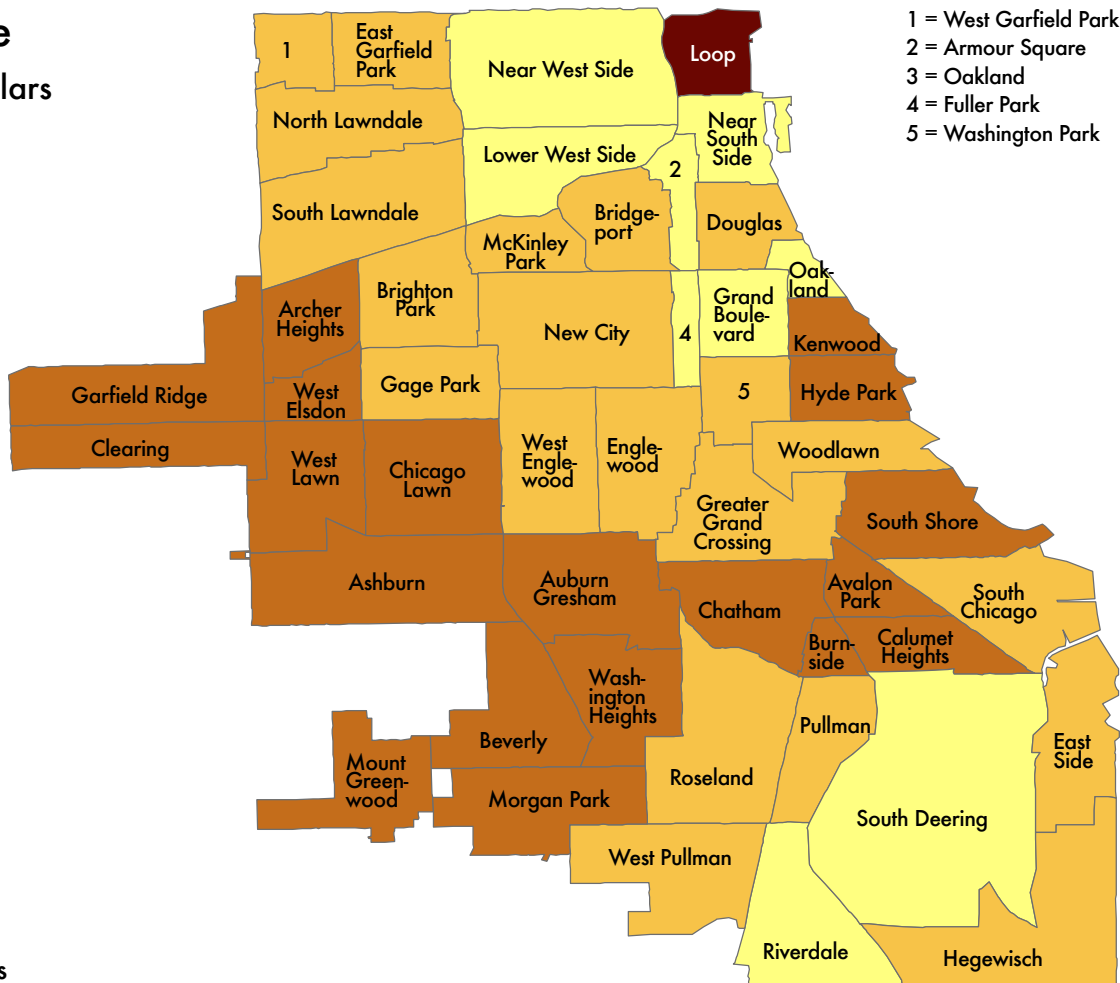 e
lars
1 = West Garfield Park
2 = Armour Square
3 = Oakland
4 = Fuller Park
5 = Washington Park
1
East
Garfield
Park
Near West Side
Loop
North Lawndale
Near
South
Side
Lower West Side
2
South Lawndale
Bridge-
port
Douglas
McKinley
Park
Oak-
land
Archer
Heights
Brighton
Park
New City
4
Grand
Boule-
vard
Kenwood
Garfield Ridge
West
Elsdon
Gage Park
5
Hyde Park
Clearing
West
Lawn
Chicago
Lawn
West
Engle-
wood
Engle-
wood
Woodlawn
Greater
Grand
Crossing
South Shore
Ashburn
Auburn
Gresham
Chatham
Avalon
Park
South
Chicago
Burn-
side
Calumet
Heights
Wash-
ington
Heights
Beverly
Pullman
East
Side
Mount
Green-
wood
Morgan Park
Roseland
South Deering
West Pullman
Riverdale
Hegewisch
s